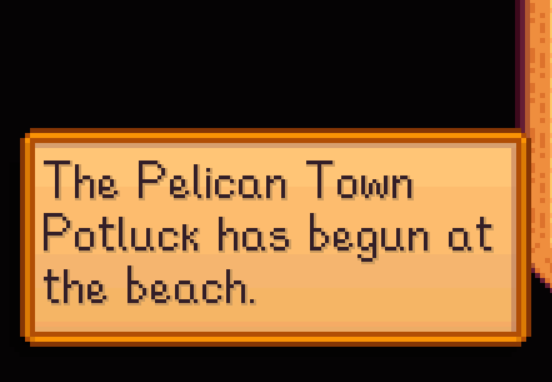 The Pelican Town
Potluck has begun at
the beach.